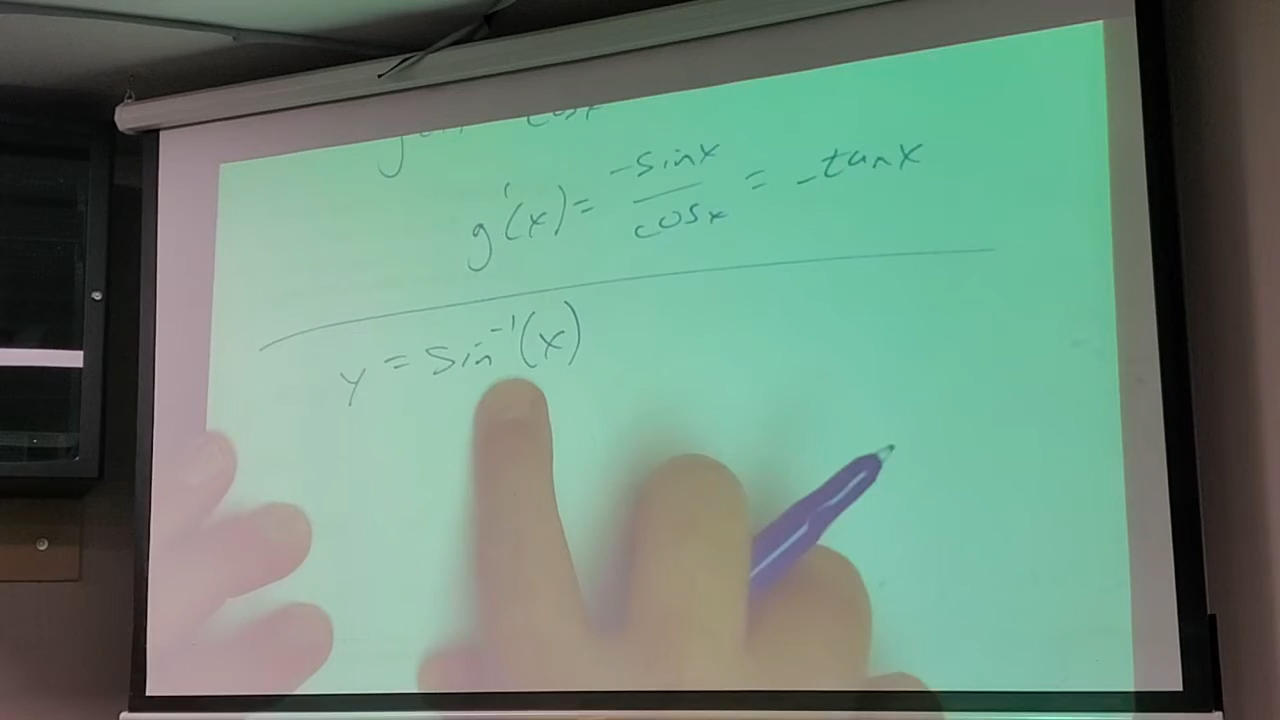 g'(x) = -sinx/cosx = -tanx
y = sin⁻¹(x)